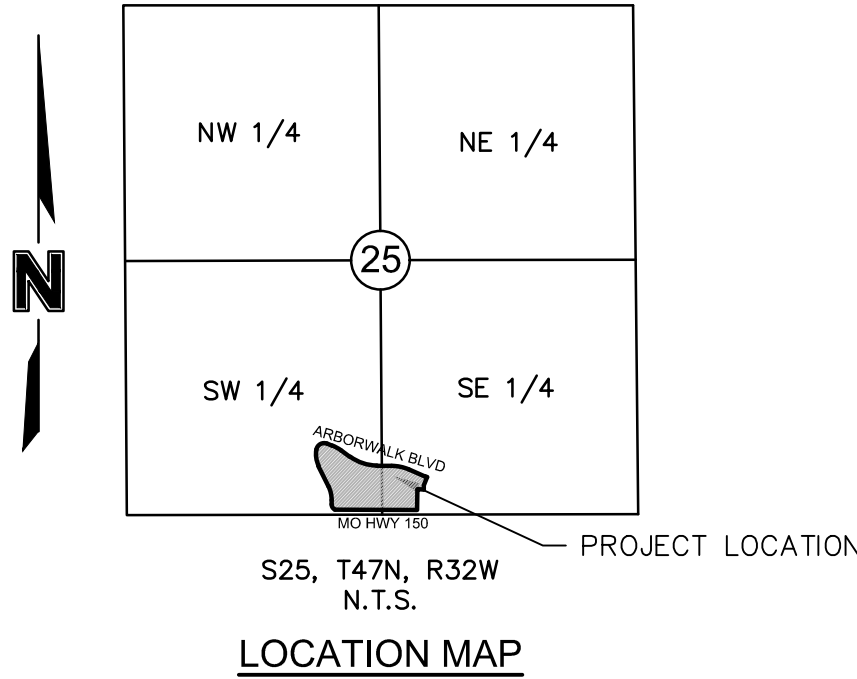 NW 1/4
NE 1/4
N
25
SW 1/4
SE 1/4
ARBORWALK BLVD
MO HWY 150
PROJECT LOCATION
S25, T47N, R32W
N.T.S.
LOCATION MAP